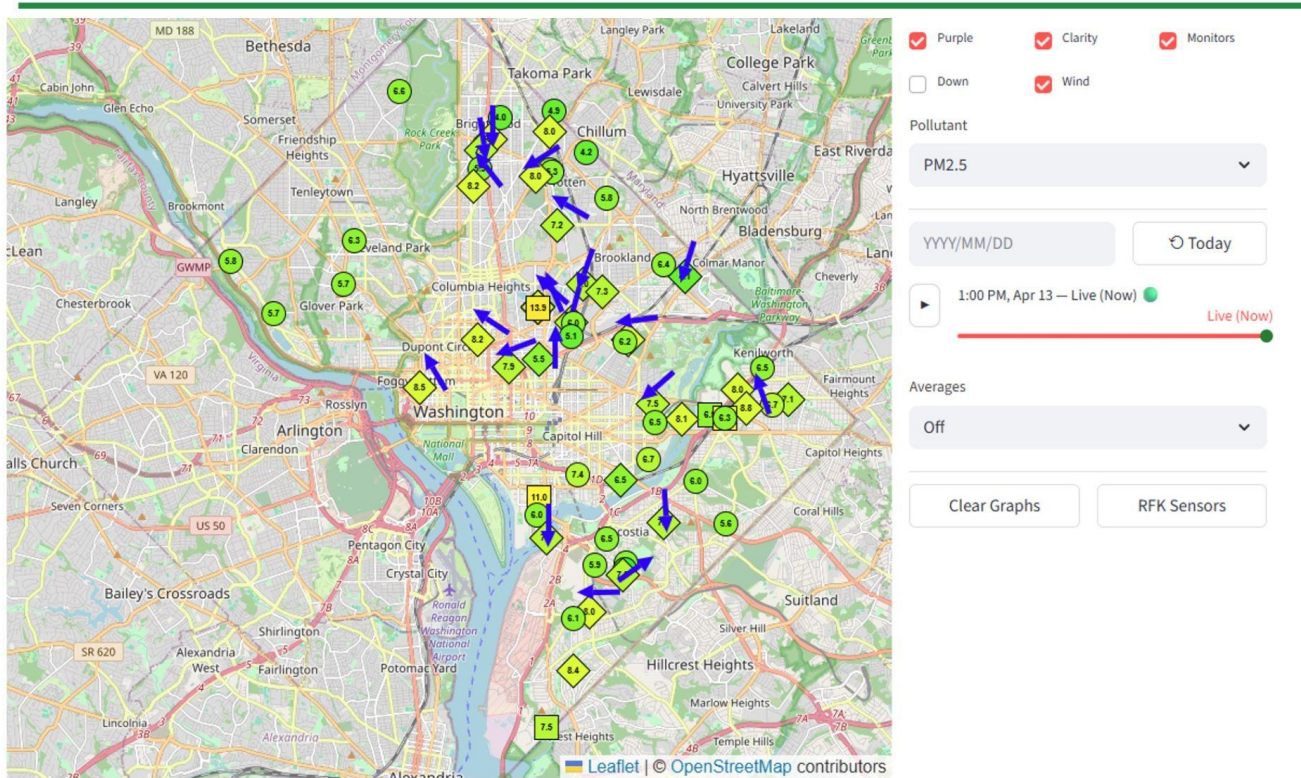 Purple
Clarity
Monitors
Down
Wind
Pollutant
PM2.5
YYYY/MM/DD
Today
1:00 PM, Apr 13 — Live (Now)
Live (Now)
Averages
Off
Clear Graphs
RFK Sensors
MD 188
Bethesda
Langley Park
Lakeland
College Park
Takoma Park
Cabin John
Glen Echo
Somerset
Lewisdale
Calvert Hills
University Park
Friendship
Heights
Rock Creek
Park
Chillum
East Riverda
Hyattsville
Langley
Brookmont
Tenleytown
Maryland
North Brentwood
Bladensburg
GWMP
Brookland
Colmar Manor
Cheverly
Chesterbrook
Glover Park
Columbia Heights
Baltimore-
Washington
Parkway
Virginia
Kenilworth
VA 120
Fairmount
Heights
Rosslyn
Washington
Arlington
National
Mall
Capitol Hill
Capitol Heights
Clarendon
Seven Corners
US 50
Coral Hills
Pentagon City
Crystal City
Bailey's Crossroads
Ronald
Reagan
Washington
National
Airport
Suitland
Shirlington
Silver Hill
SR 620
Alexandria
West
Fairlington
Potomac Yard
Hillcrest Heights
Marlow Heights
Lincolnia
Alexandria
Temple Hills
Alexandria
6.6
4.0
4.9
8.0
4.2
8.2
8.0
5.8
7.2
6.3
5.8
5.7
5.7
6.4
7.3
13.9
6.0
5.1
6.2
8.2
7.9
5.5
8.5
6.5
8.0
8.8
7.1
7.5
6.5
8.1
6.3
6.7
7.4
6.5
6.0
11.0
6.0
5.6
6.5
5.9
8.0
6.1
8.4
7.5
Leaflet | © OpenStreetMap contributors